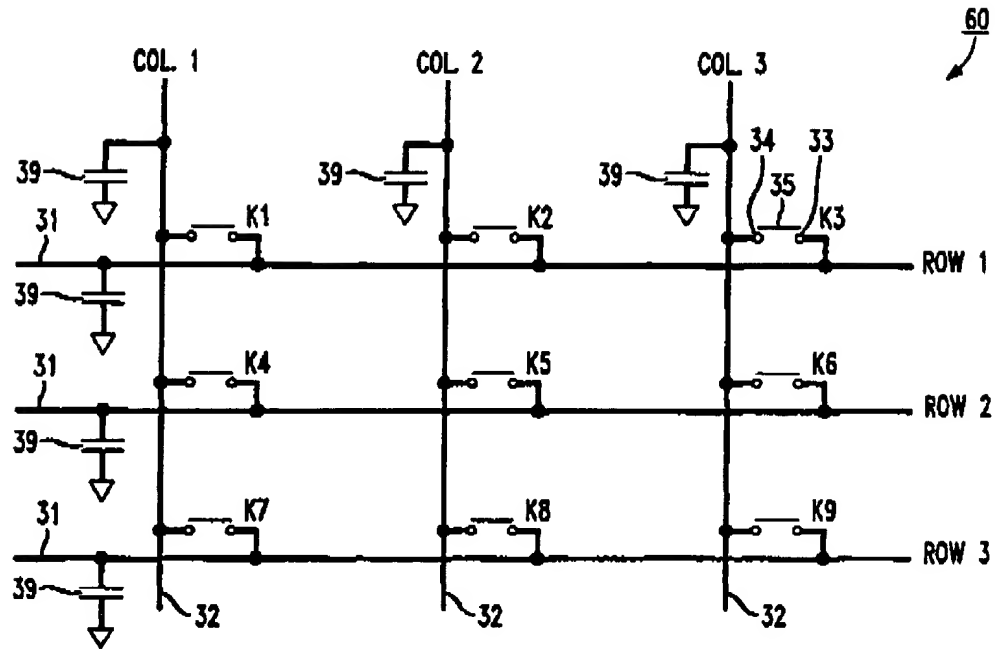 60
COL. 1 COL. 2 COL. 3
39 39 39 34 35 33
31 K1 K2 K3
ROW 1
39
31 K4 K5 K6
ROW 2
39
31 K7 K8 K9
ROW 3
39
32 32 32